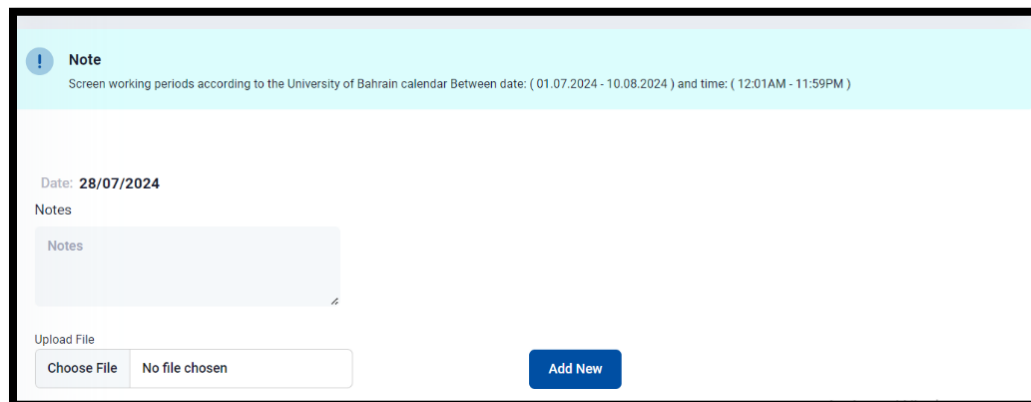 !
Note
Screen working periods according to the University of Bahrain calendar Between date: ( 01.07.2024 - 10.08.2024 ) and time: ( 12:01AM - 11:59PM )
Date: 28/07/2024
Notes
Notes
Upload File
Choose File No file chosen
Add New